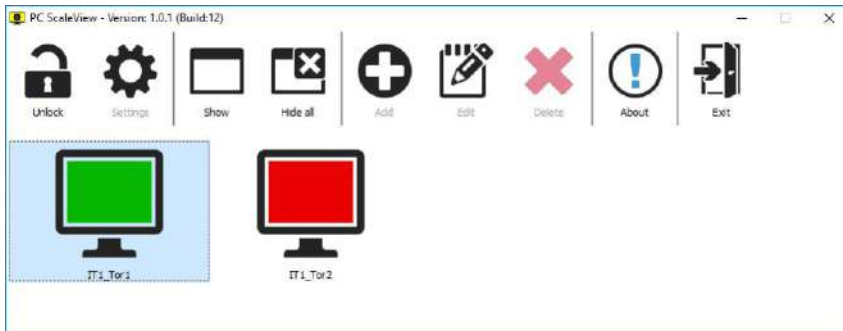 PC ScaleView - Version: 1.0.1 (Build:12)
Unlock Settings Show Hide all Add Edit Delete About Exit
IT1_Tor1 IT1_Tor2